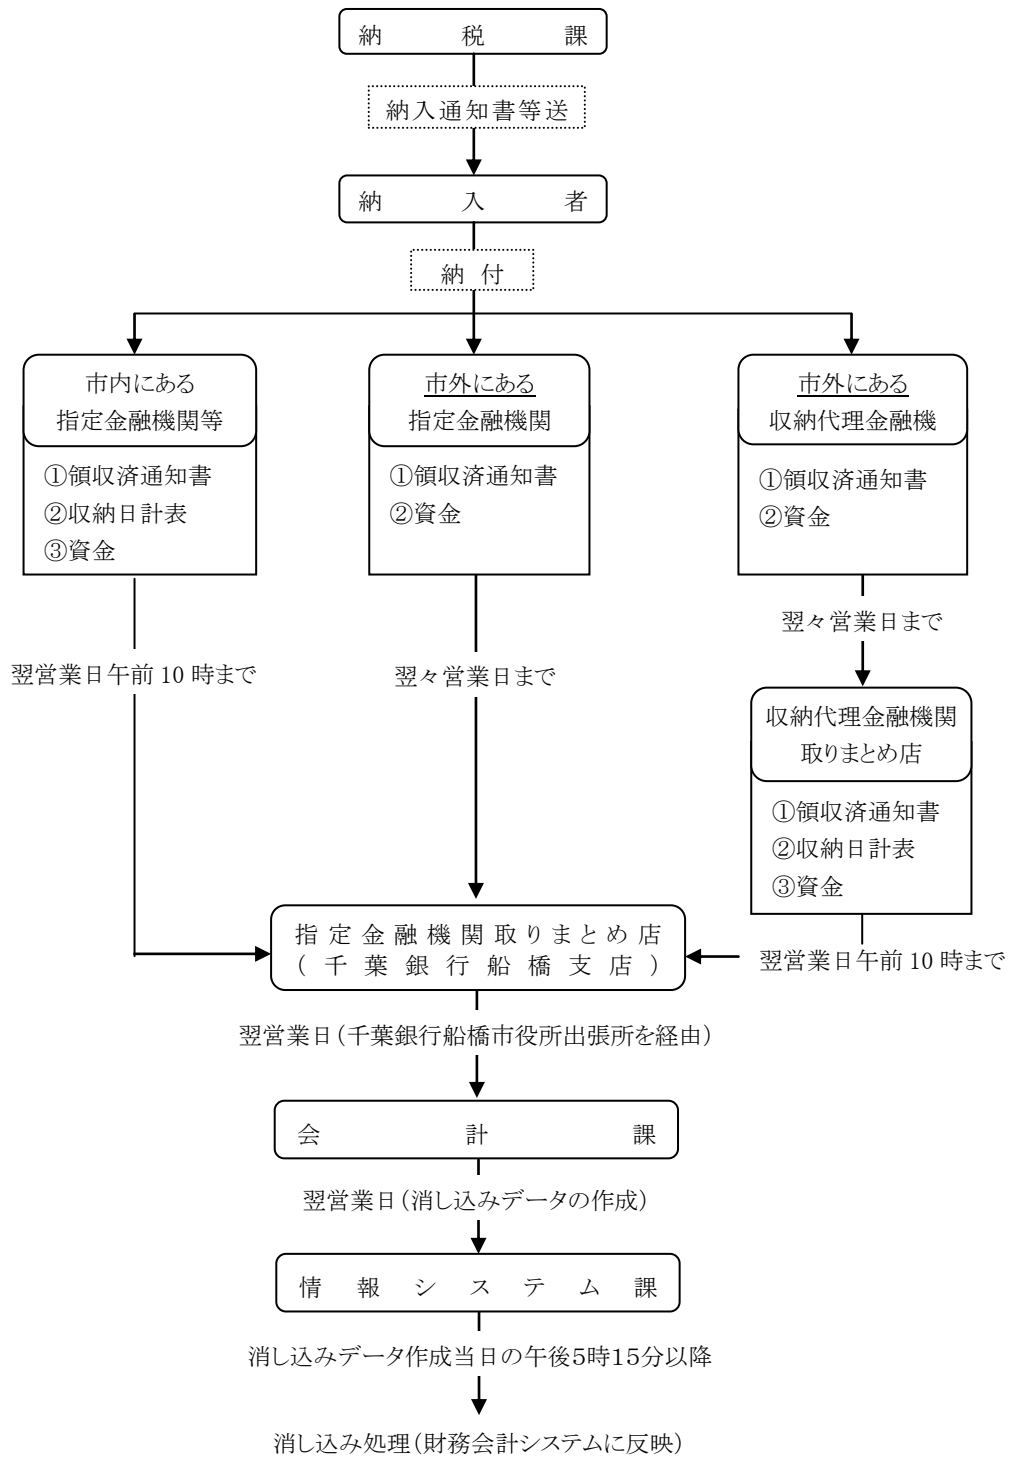 納税課
納入通知書等送
納入者
納付
市内にある
指定金融機関等
①領収済通知書
②収納日計表
③資金
市外にある
指定金融機関
①領収済通知書
②資金
市外にある
収納代理金融機
①領収済通知書
②資金
翌々営業日まで
翌営業日午前10時まで
翌々営業日まで
収納代理金融機関
取りまとめ店
①領収済通知書
②収納日計表
③資金
指定金融機関取りまとめ店
(千葉銀行船橋支店)
翌営業日午前10時まで
翌営業日(千葉銀行船橋市役所出張所を経由)
会計課
翌営業日(消し込みデータの作成)
情報システム課
消し込みデータ作成当日の午後5時15分以降
消し込み処理(財務会計システムに反映)